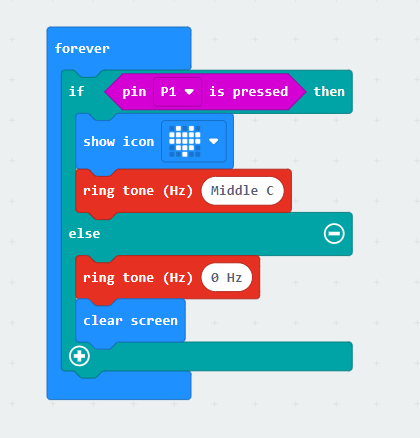 forever
if pin P1 is pressed then
show icon
ring tone (Hz) Middle C
else
ring tone (Hz) 0 Hz
clear screen